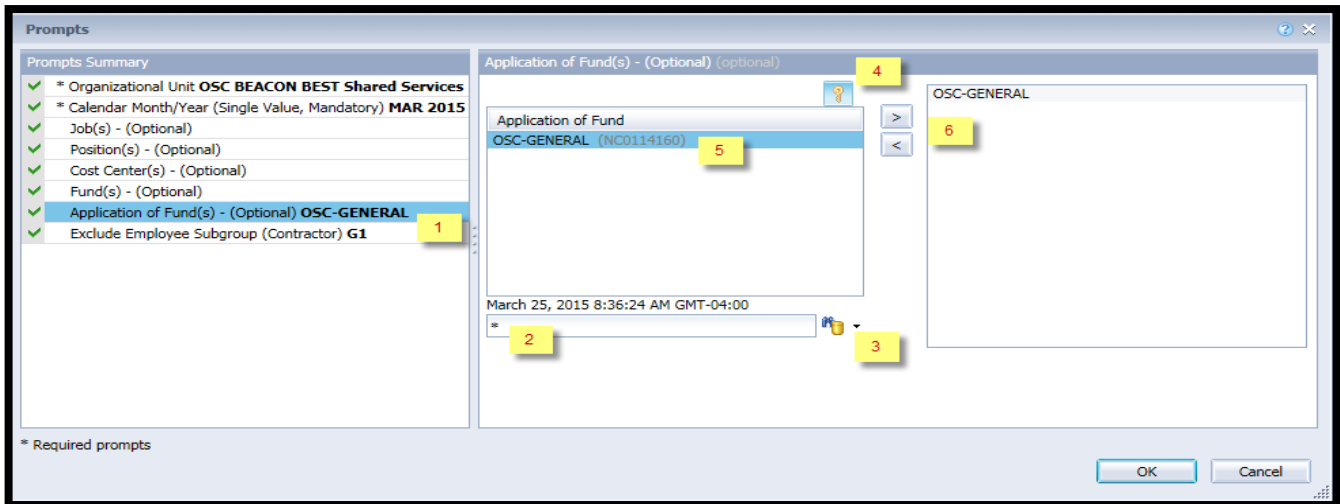 Prompts
Prompts Summary
* Organizational Unit OSC BEACON BEST Shared Services
* Calendar Month/Year (Single Value, Mandatory) MAR 2015
Job(s) - (Optional)
Position(s) - (Optional)
Cost Center(s) - (Optional)
Fund(s) - (Optional)
Application of Fund(s) - (Optional) OSC-GENERAL
1
Exclude Employee Subgroup (Contractor) G1
Application of Fund(s) - (Optional) (optional)
4
Application of Fund
OSC-GENERAL (NC0114160)
5
March 25, 2015 8:36:24 AM GMT-04:00
*
2
3
>
<
6
OSC-GENERAL
* Required prompts
OK
Cancel